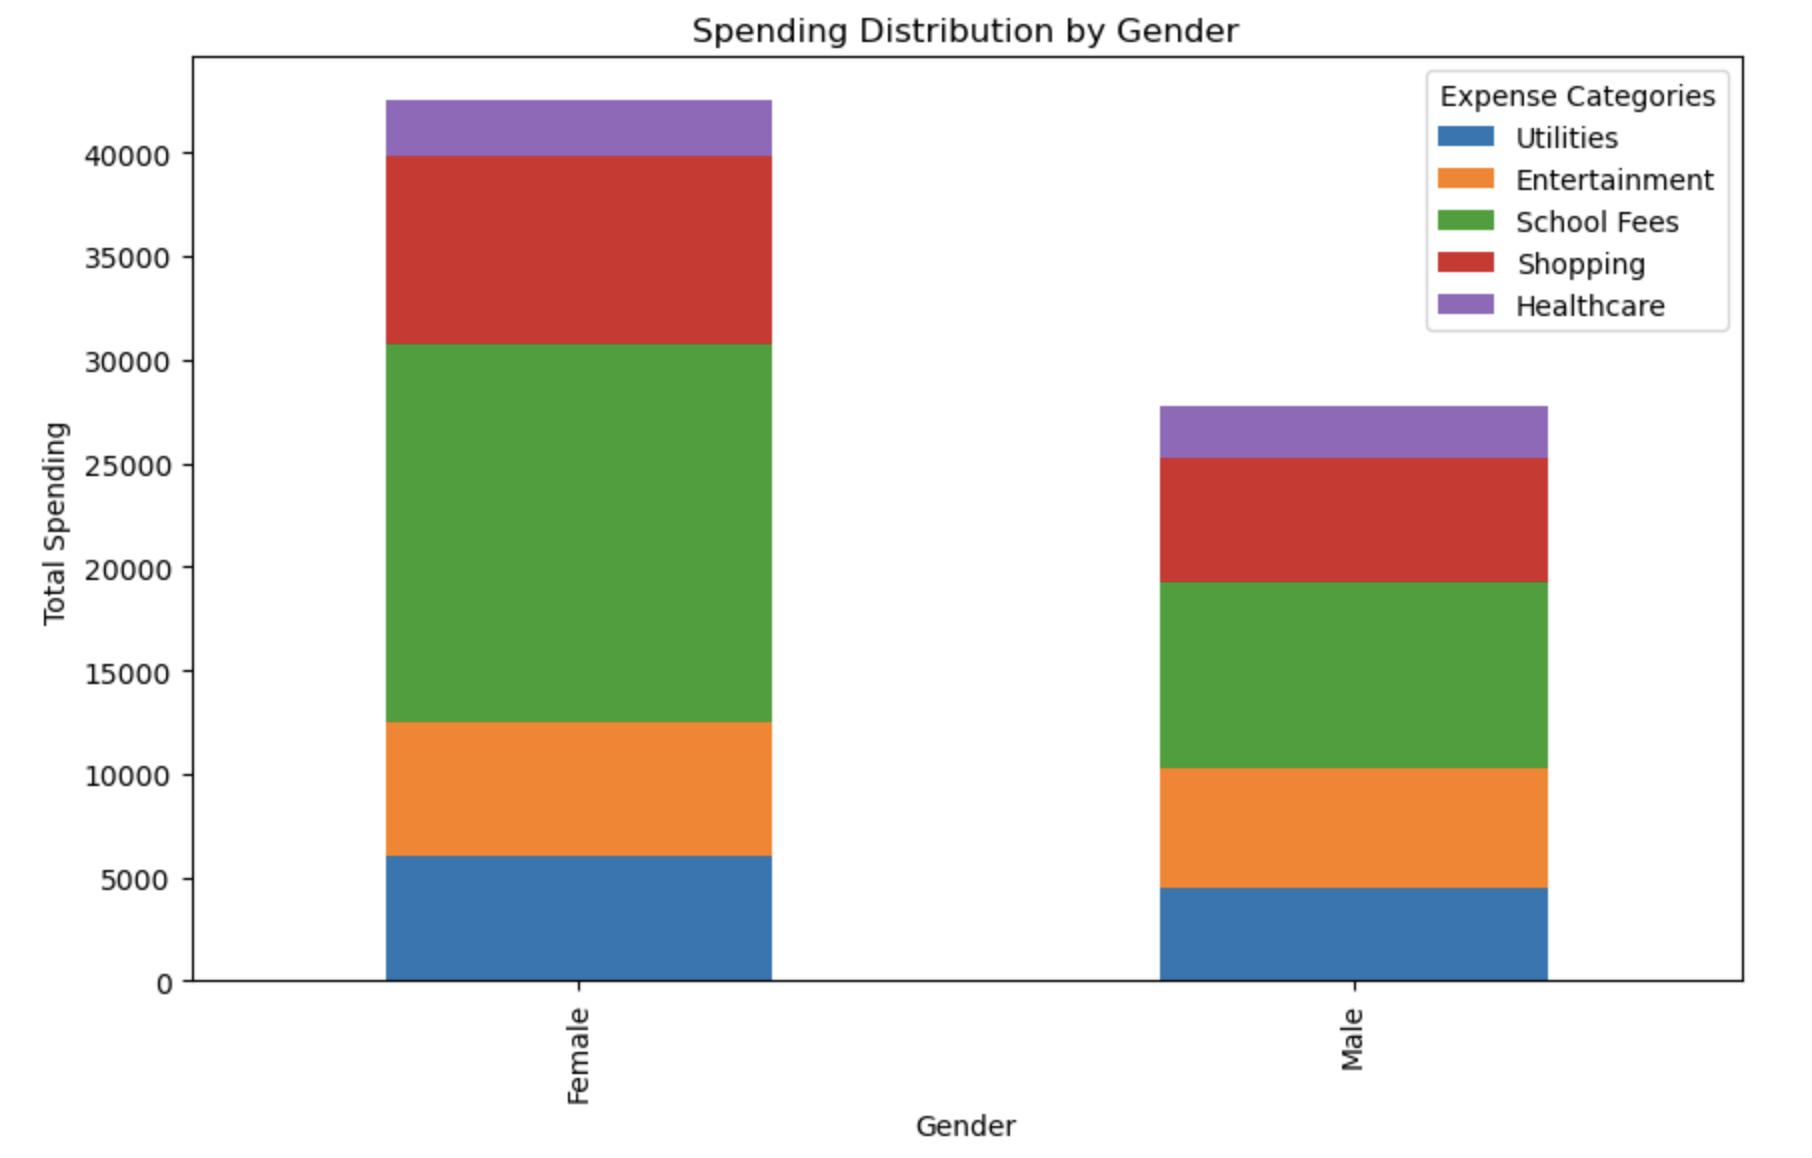 Spending Distribution by Gender
Expense Categories
Utilities
Entertainment
School Fees
Shopping
Healthcare
Total Spending
40000
35000
30000
25000
20000
15000
10000
5000
0
Female
Male
Gender